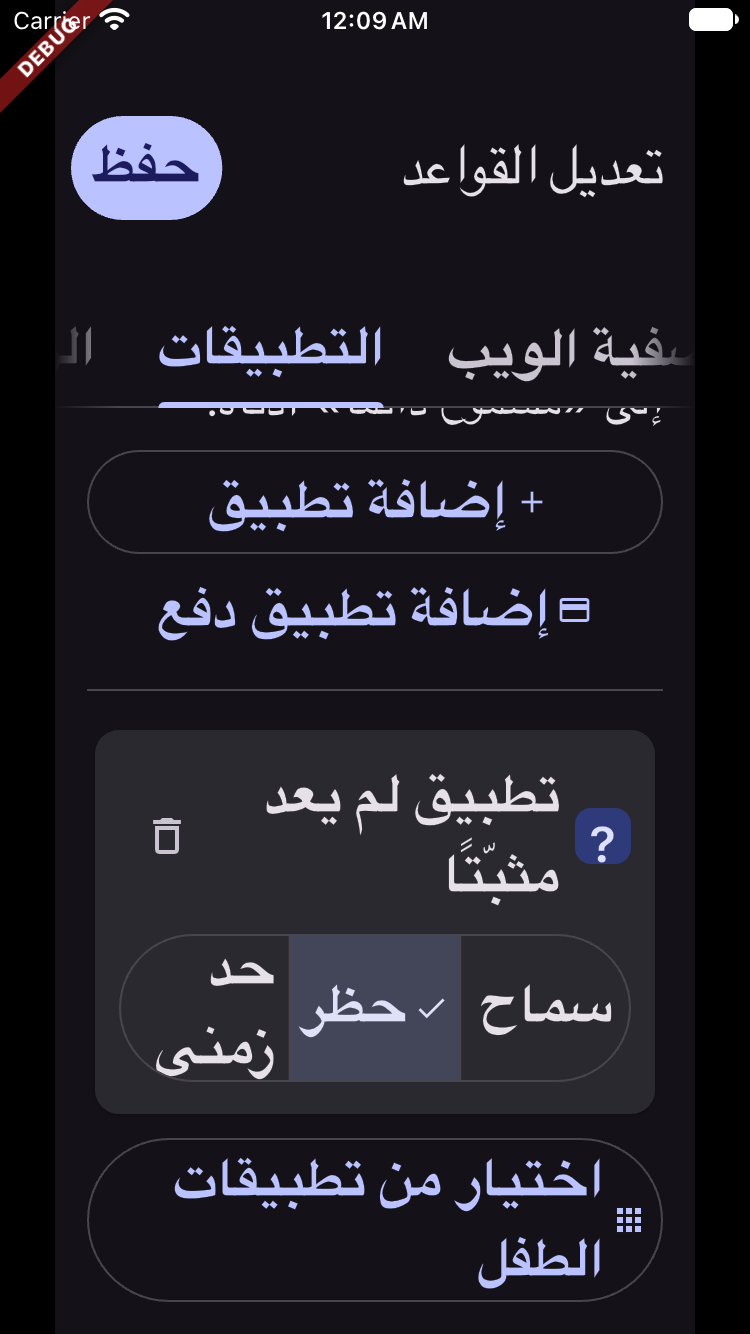 Carrier
12:09 AM
DEBUG
تعديل القواعد
حفظ
الويب
التطبيقات
+ إضافة تطبيق
إضافة تطبيق دفع
تطبيق لم يعد
مثبّتًا
?
سماح
حظر
حد
زمني
اختيار من تطبيقات
الطفل